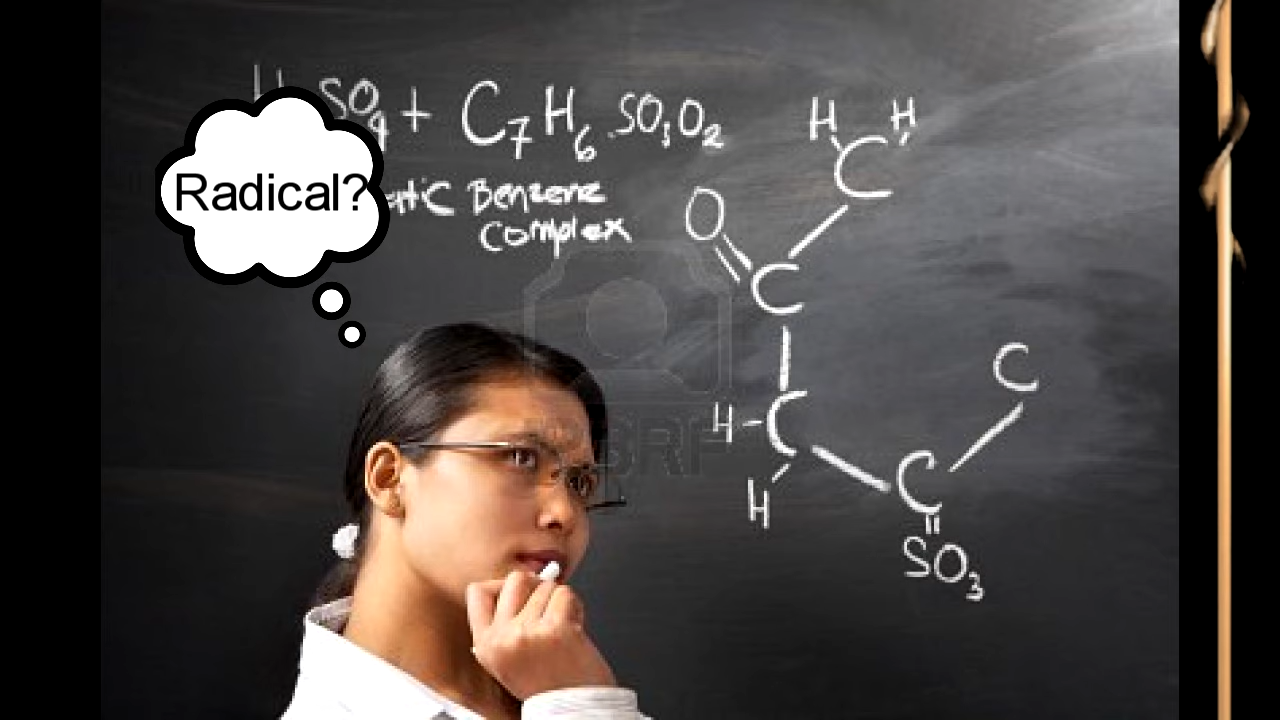 SO4 + C7H6.SO3O2
Radical?
Benzene
Complex
H H
C
O
C
C
H-C
C
H
SO3